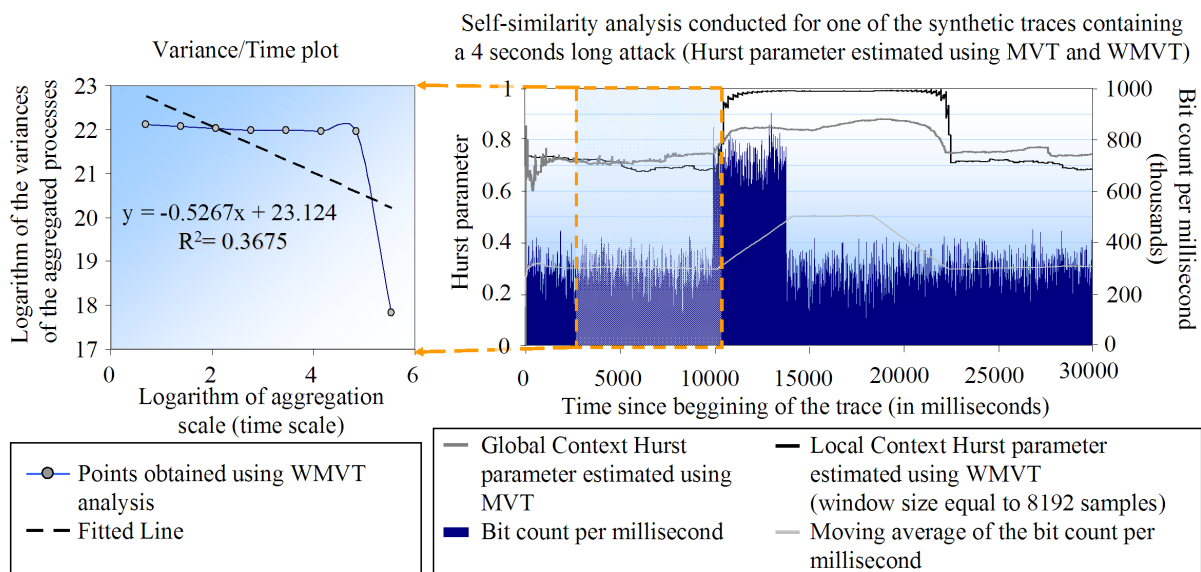 Self-similarity analysis conducted for one of the synthetic traces containing
a 4 seconds long attack (Hurst parameter estimated using MVT and WMVT)
Variance/Time plot
Logarithm of the variances
of the aggregated processes
23
22
21
20
19
18
17
y = -0.5267x + 23.124
R²= 0.3675
0
2
4
6
Logarithm of aggregation
scale (time scale)
Points obtained using WMVT
analysis
Fitted Line
Hurst parameter
1
0.8
0.6
0.4
0.2
0
1000
800
600
400
200
0
Bit count per millisecond
(thousands)
0
5000
10000
15000
20000
25000
30000
Time since beggining of the trace (in milliseconds)
Global Context Hurst
parameter estimated using
MVT
Bit count per millisecond
Local Context Hurst parameter
estimated using WMVT
(window size equal to 8192 samples)
Moving average of the bit count per
millisecond